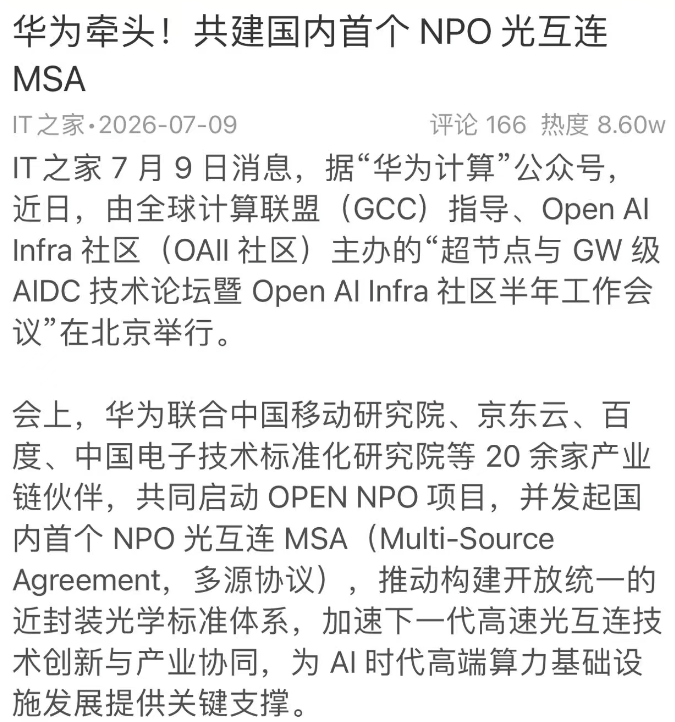 华为牵头！共建国内首个 NPO 光互连
MSA
IT之家•2026-07-09 评论 166 热度 8.60w
IT之家 7 月 9 日消息，据“华为计算”公众号，
近日，由全球计算联盟（GCC）指导、Open AI
Infra 社区（OAII 社区）主办的“超节点与 GW 级
AIDC 技术论坛暨 Open AI Infra 社区半年工作会
议”在北京举行。
会上，华为联合中国移动研究院、京东云、百
度、中国电子技术标准化研究院等 20 余家产业
链伙伴，共同启动 OPEN NPO 项目，并发起国
内首个 NPO 光互连 MSA（Multi-Source
Agreement，多源协议），推动构建开放统一的
近封装光学标准体系，加速下一代高速光互连技
术创新与产业协同，为 AI 时代高端算力基础设
施发展提供关键支撑。